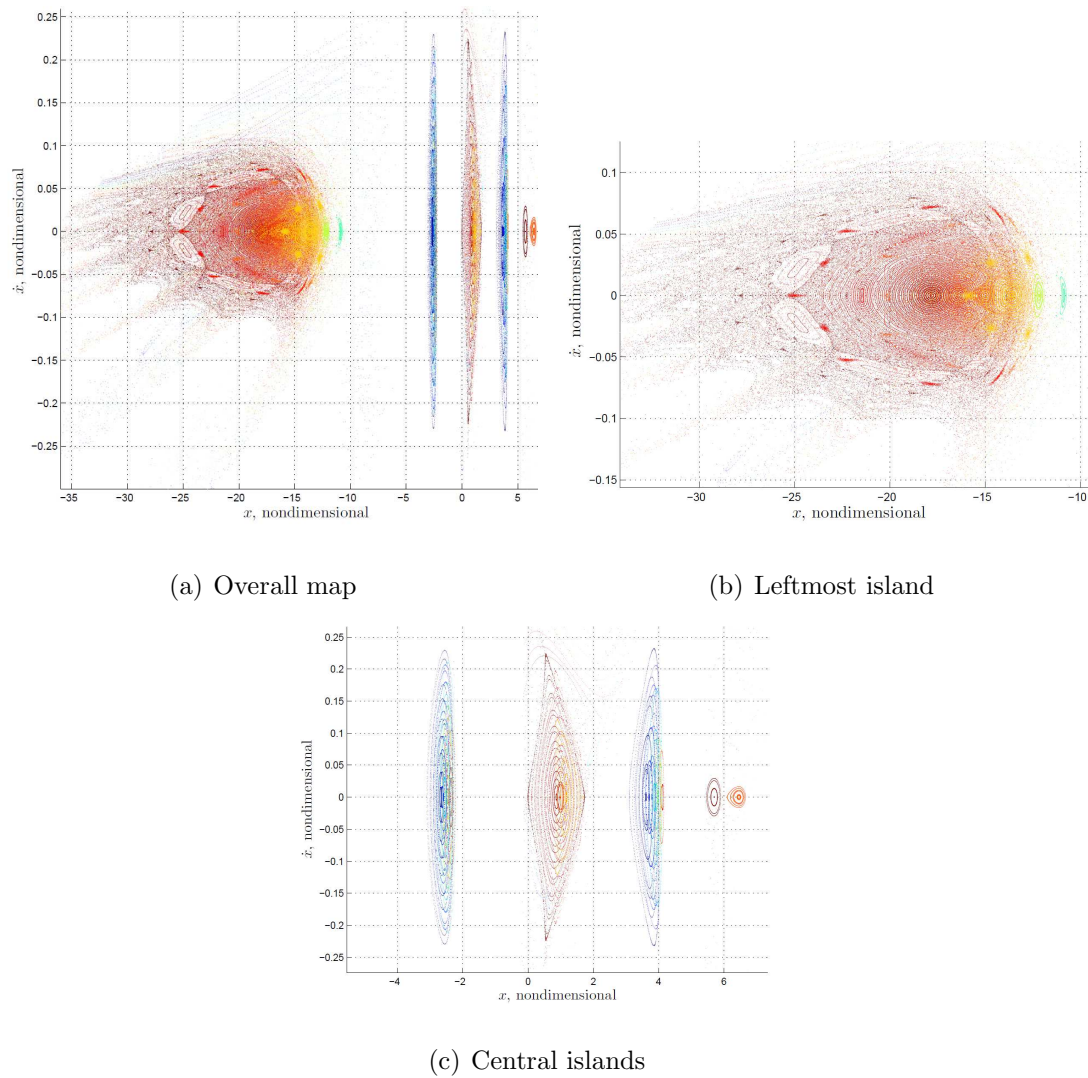 0.25
0.2
0.15
0.1
0.05
0
−0.05
−0.1
−0.15
−0.2
−0.25
ẋ, nondimensional
−35 −30 −25 −20 −15 −10 −5 0 5
x, nondimensional
(a) Overall map
0.1
0.05
0
−0.05
−0.1
−0.15
ẋ, nondimensional
−30 −25 −20 −15 −10
x, nondimensional
(b) Leftmost island
0.25
0.2
0.15
0.1
0.05
0
−0.05
−0.1
−0.15
−0.2
−0.25
ẋ, nondimensional
−4 −2 0 2 4 6
x, nondimensional
(c) Central islands